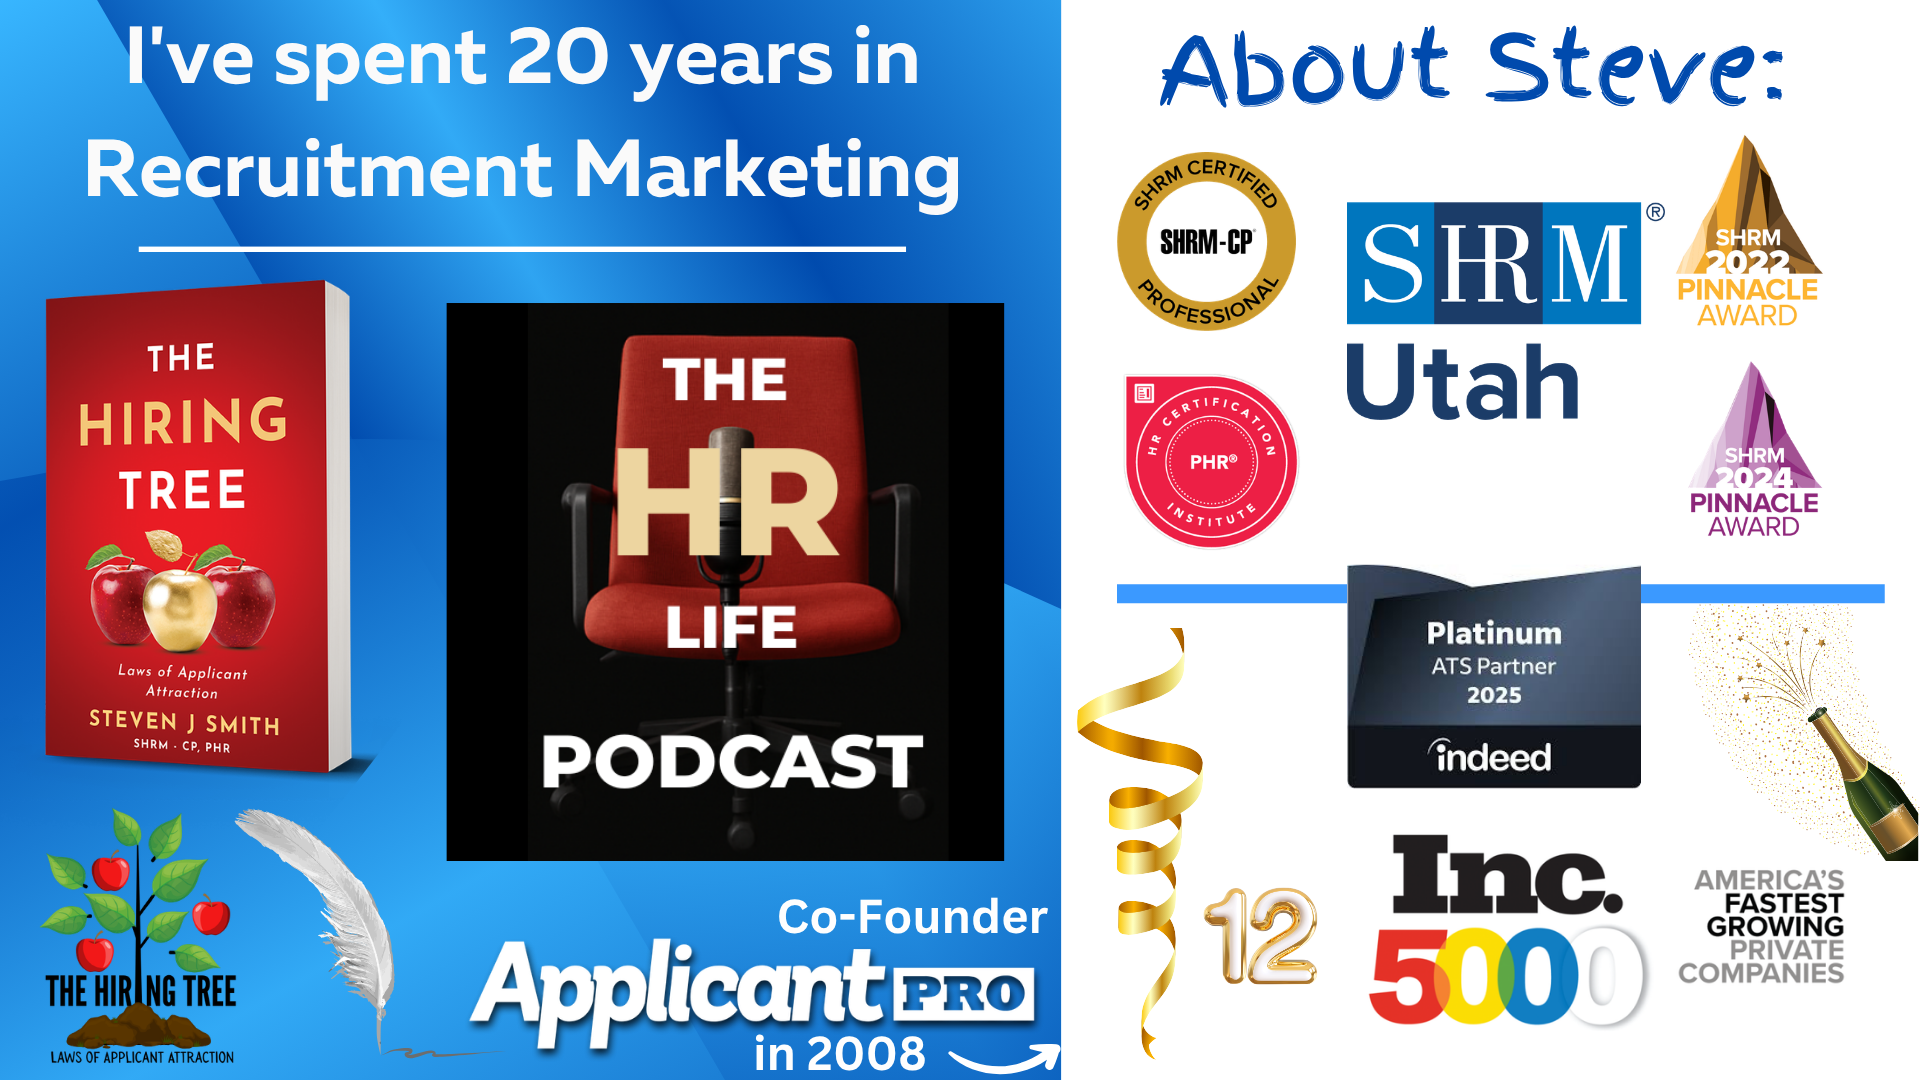 I've spent 20 years in
Recruitment Marketing
THE
HIRING
TREE
Laws of Applicant
Attraction
STEVEN J SMITH
SHRM - CP, PHR
THE
HR
LIFE
PODCAST
THE HIRING TREE
LAWS OF APPLICANT ATTRACTION
Co-Founder
Applicant PRO
in 2008
About Steve:
SHRM CERTIFIED
SHRM-CP
PROFESSIONAL
SHRM®
Utah
SHRM
2022
PINNACLE
AWARD
HR CERTIFICATION
PHR®
INSTITUTE
SHRM
2024
PINNACLE
AWARD
Platinum
ATS Partner
2025
indeed
12
Inc.
5000
AMERICA'S
FASTEST
GROWING
PRIVATE
COMPANIES